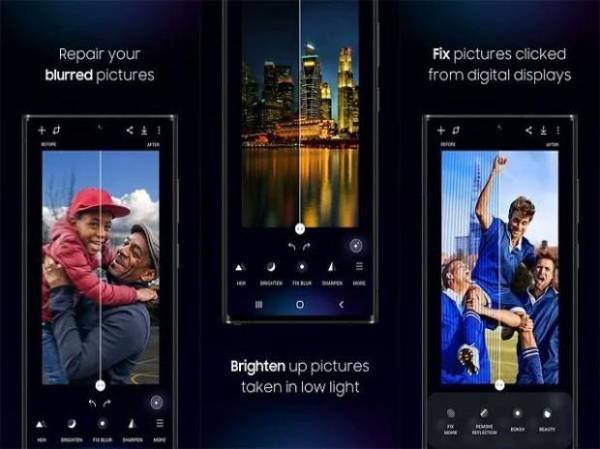 Repair your
blurred pictures
BEFORE AFTER
HDR BRIGHTEN FIX BLUR SHARPEN MORE
HDR BRIGHTEN FIX BLUR SHARPEN MORE
Brighten up pictures
taken in low light
Fix pictures clicked
from digital displays
BEFORE AFTER
FIX MOIRE
REMOVE REFLECTION
BOKEH
BEAUTY